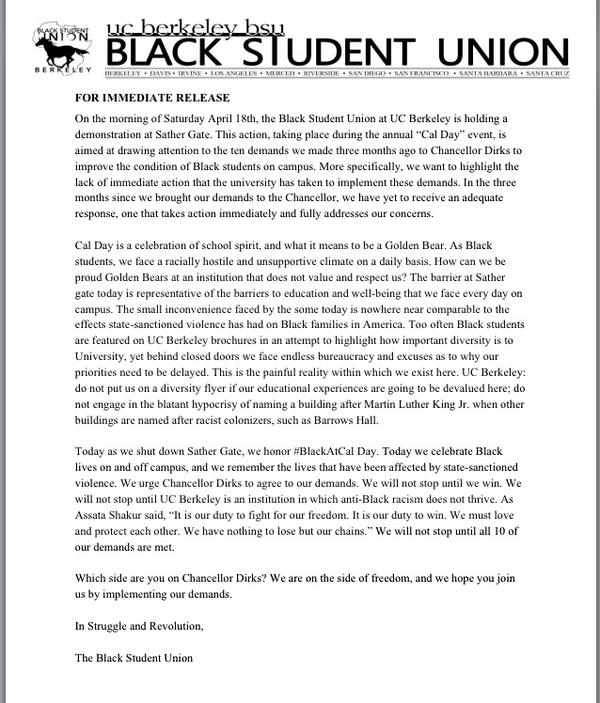 BLACK STUDENT
UNION
BERKELEY
uc berkeley bsu
BLACK STUDENT UNION
BERKELEY • DAVIS • IRVINE • LOS ANGELES • MERCED • RIVERSIDE • SAN DIEGO • SAN FRANCISCO • SANTA BARBARA • SANTA CRUZ
FOR IMMEDIATE RELEASE
On the morning of Saturday April 18th, the Black Student Union at UC Berkeley is holding a
demonstration at Sather Gate. This action, taking place during the annual “Cal Day” event, is
aimed at drawing attention to the ten demands we made three months ago to Chancellor Dirks to
improve the condition of Black students on campus. More specifically, we want to highlight the
lack of immediate action that the university has taken to implement these demands. In the three
months since we brought our demands to the Chancellor, we have yet to receive an adequate
response, one that takes action immediately and fully addresses our concerns.
Cal Day is a celebration of school spirit, and what it means to be a Golden Bear. As Black
students, we face a racially hostile and unsupportive climate on a daily basis. How can we be
proud Golden Bears at an institution that does not value and respect us? The barrier at Sather
gate today is representative of the barriers to education and well-being that we face every day on
campus. The small inconvenience faced by the some today is nowhere near comparable to the
effects state-sanctioned violence has had on Black families in America. Too often Black students
are featured on UC Berkeley brochures in an attempt to highlight how important diversity is to
University, yet behind closed doors we face endless bureaucracy and excuses as to why our
priorities need to be delayed. This is the painful reality within which we exist here. UC Berkeley:
do not put us on a diversity flyer if our educational experiences are going to be devalued here; do
not engage in the blatant hypocrisy of naming a building after Martin Luther King Jr. when other
buildings are named after racist colonizers, such as Barrows Hall.
Today as we shut down Sather Gate, we honor #BlackAtCal Day. Today we celebrate Black
lives on and off campus, and we remember the lives that have been affected by state-sanctioned
violence. We urge Chancellor Dirks to agree to our demands. We will not stop until we win. We
will not stop until UC Berkeley is an institution in which anti-Black racism does not thrive. As
Assata Shakur said, “It is our duty to fight for our freedom. It is our duty to win. We must love
and protect each other. We have nothing to lose but our chains.” We will not stop until all 10 of
our demands are met.
Which side are you on Chancellor Dirks? We are on the side of freedom, and we hope you join
us by implementing our demands.
In Struggle and Revolution,
The Black Student Union